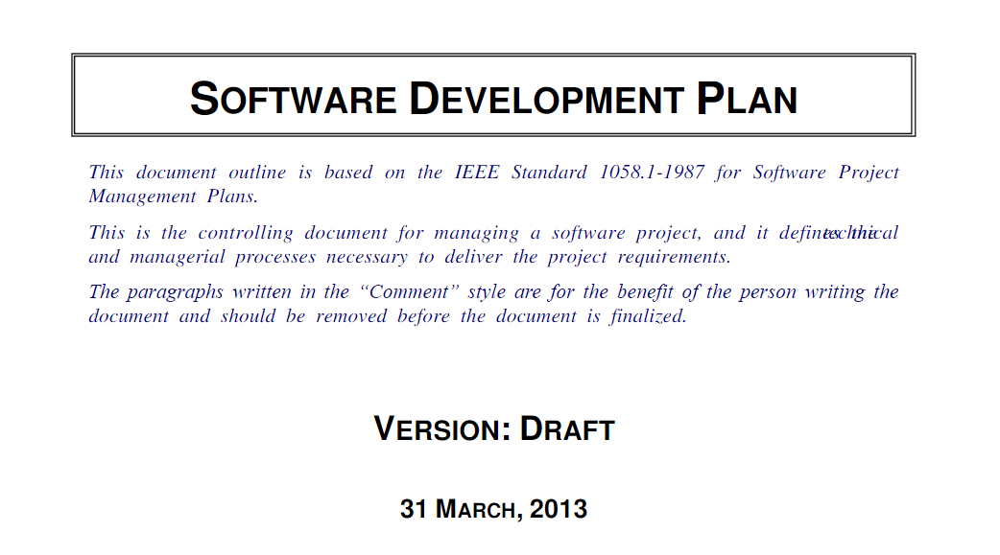 SOFTWARE DEVELOPMENT PLAN
This document outline is based on the IEEE Standard 1058.1-1987 for Software Project
Management Plans.
This is the controlling document for managing a software project, and it defines the technical
and managerial processes necessary to deliver the project requirements.
The paragraphs written in the “Comment” style are for the benefit of the person writing the
document and should be removed before the document is finalized.
VERSION: DRAFT
31 MARCH, 2013